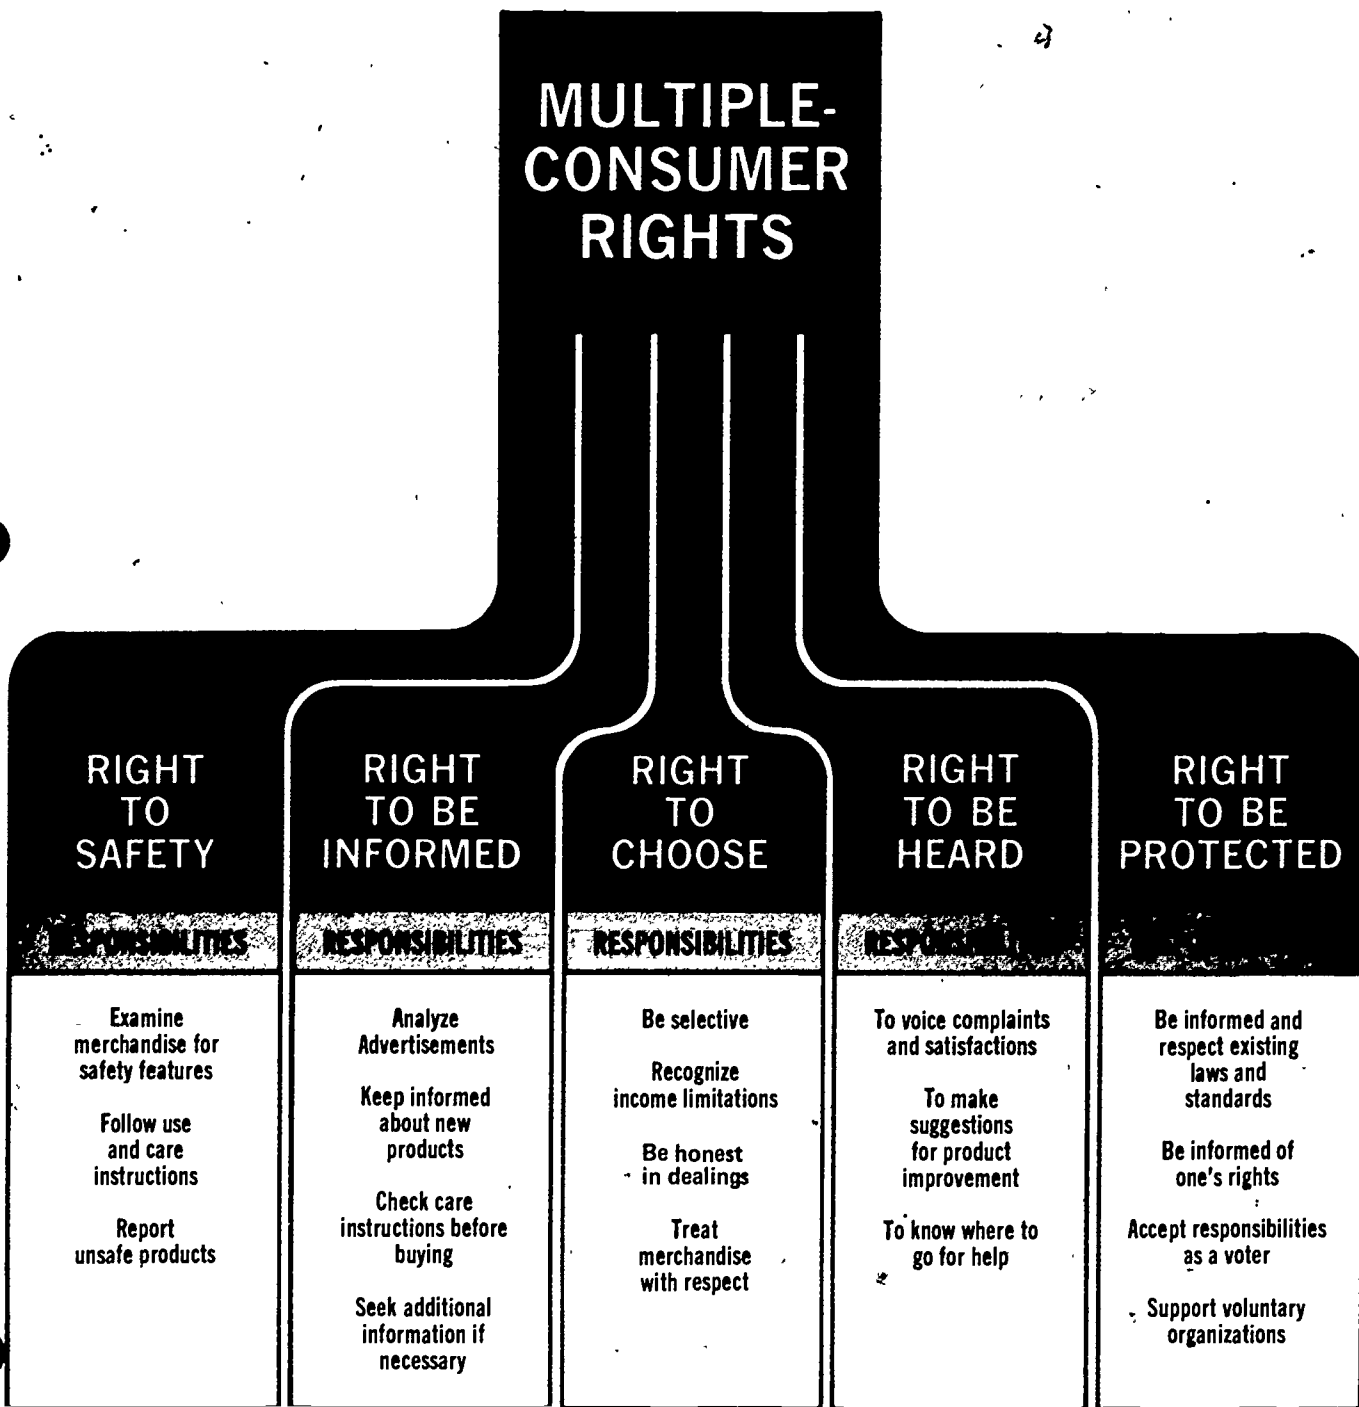 MULTIPLE-
CONSUMER
RIGHTS
RIGHT
TO
SAFETY
RESPONSIBILITIES
Examine
merchandise for
safety features
Follow use
and care
instructions
Report
unsafe products
RIGHT
TO BE
INFORMED
RESPONSIBILITIES
Analyze
Advertisements
Keep informed
about new
products
Check care
instructions before
buying
Seek additional
information if
necessary
RIGHT
TO
CHOOSE
RESPONSIBILITIES
Be selective
Recognize
income limitations
Be honest
in dealings
Treat
merchandise
with respect
RIGHT
TO BE
HEARD
RESPONSIBILITIES
To voice complaints
and satisfactions
To make
suggestions
for product
improvement
To know where to
go for help
RIGHT
TO BE
PROTECTED
Be informed and
respect existing
laws and
standards
Be informed of
one's rights
Accept responsibilities
as a voter
Support voluntary
organizations